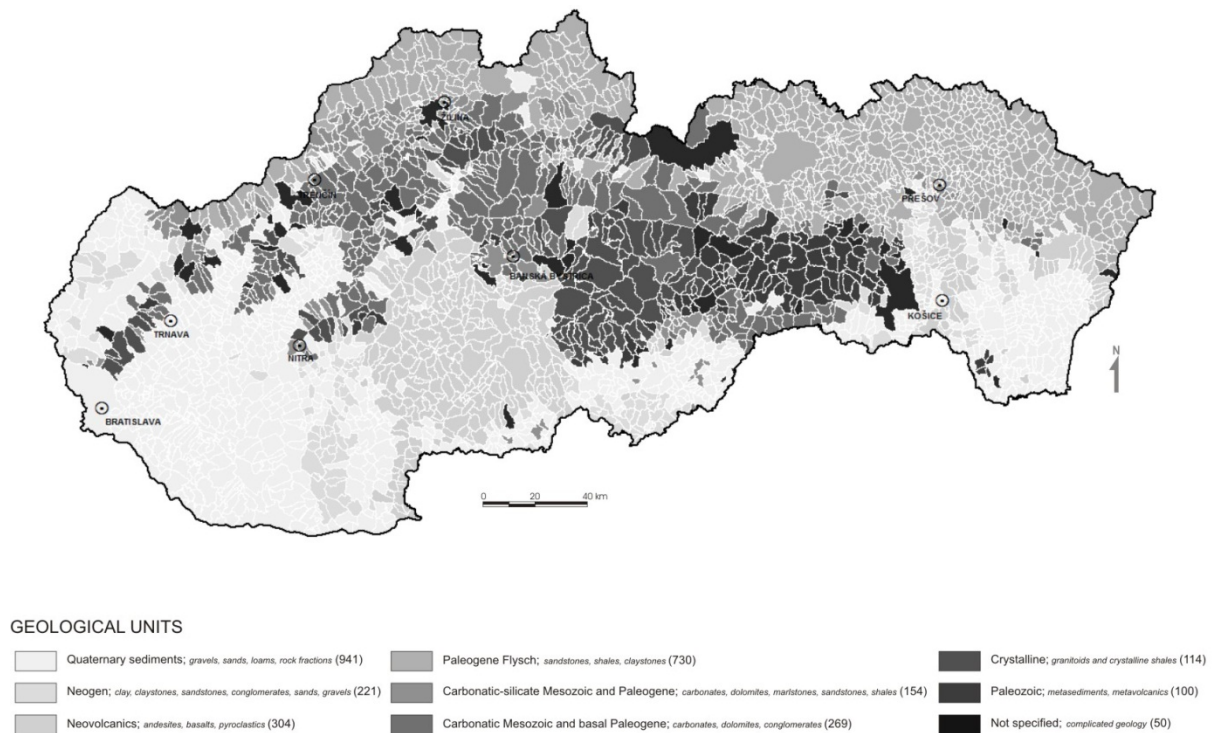 ŽILINA
TRENČÍN
PREŠOV
BANSKÁ BYSTRICA
KOŠICE
TRNAVA
NITRA
BRATISLAVA
N
0 20 40 km
GEOLOGICAL UNITS
Quaternary sediments; gravels, sands, loams, rock fractions (941)
Neogen; clay, claystones, sandstones, conglomerates, sands, gravels (221)
Neovolcanics; andesites, basalts, pyroclastics (304)
Paleogene Flysch; sandstones, shales, claystones (730)
Carbonatic-silicate Mesozoic and Paleogene; carbonates, dolomites, marlstones, sandstones, shales (154)
Carbonatic Mesozoic and basal Paleogene; carbonates, dolomites, conglomerates (269)
Crystalline; granitoids and crystalline shales (114)
Paleozoic; metasediments, metavolcanics (100)
Not specified; complicated geology (50)